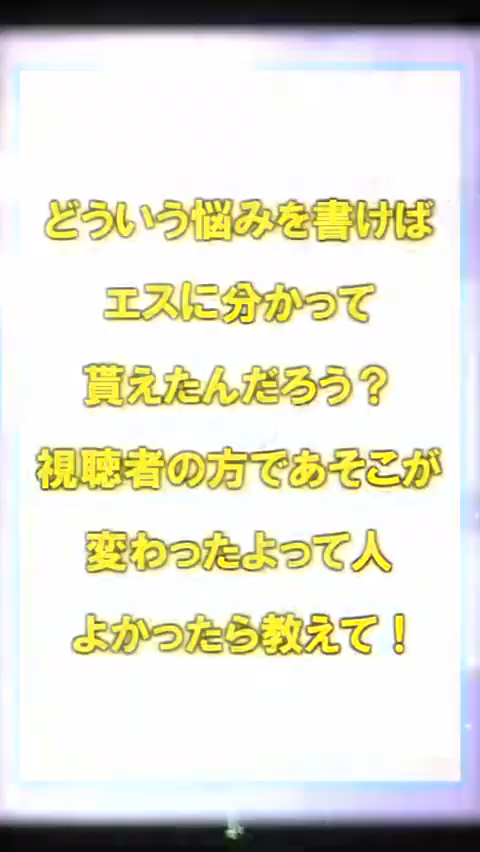 どういう悩みを書けば
エスに分かって
貰えたんだろう？
視聴者の方であそこが
変わったよって人
よかったら教えて！